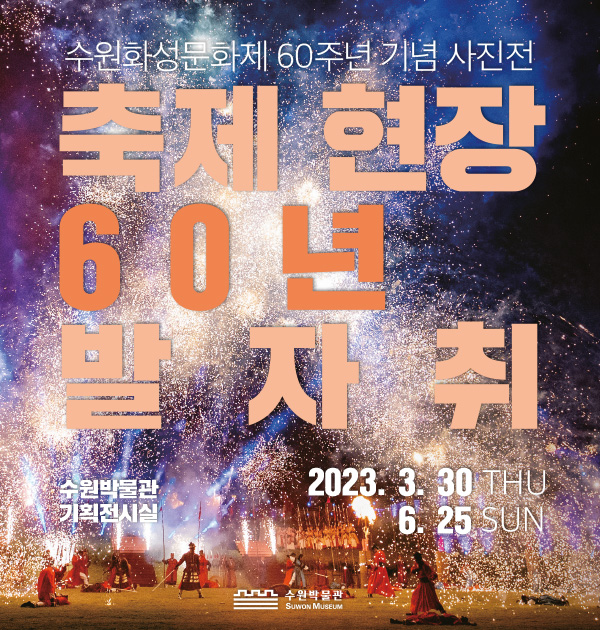 수원화성문화제 60주년 기념 사진전
축제 현장
60년
발자취
수원박물관
기획전시실
2023. 3. 30 THU
6. 25 SUN
수원박물관
SUWON MUSEUM